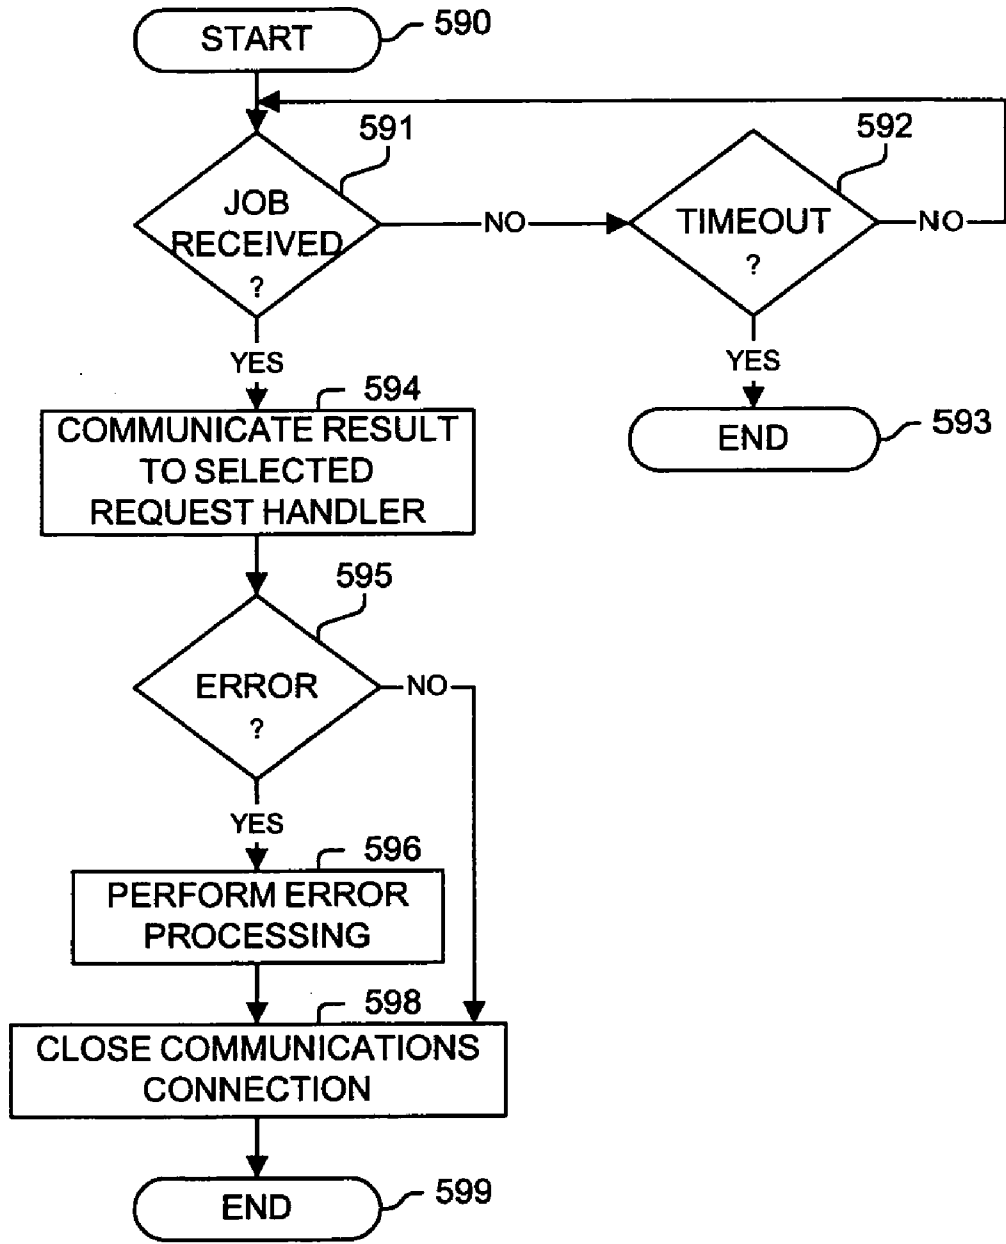 START
590
591
592
JOB
RECEIVED
?
NO
TIMEOUT
?
NO
YES
YES
594
COMMUNICATE RESULT
TO SELECTED
REQUEST HANDLER
END
593
595
ERROR
?
NO
YES
596
PERFORM ERROR
PROCESSING
598
CLOSE COMMUNICATIONS
CONNECTION
END
599